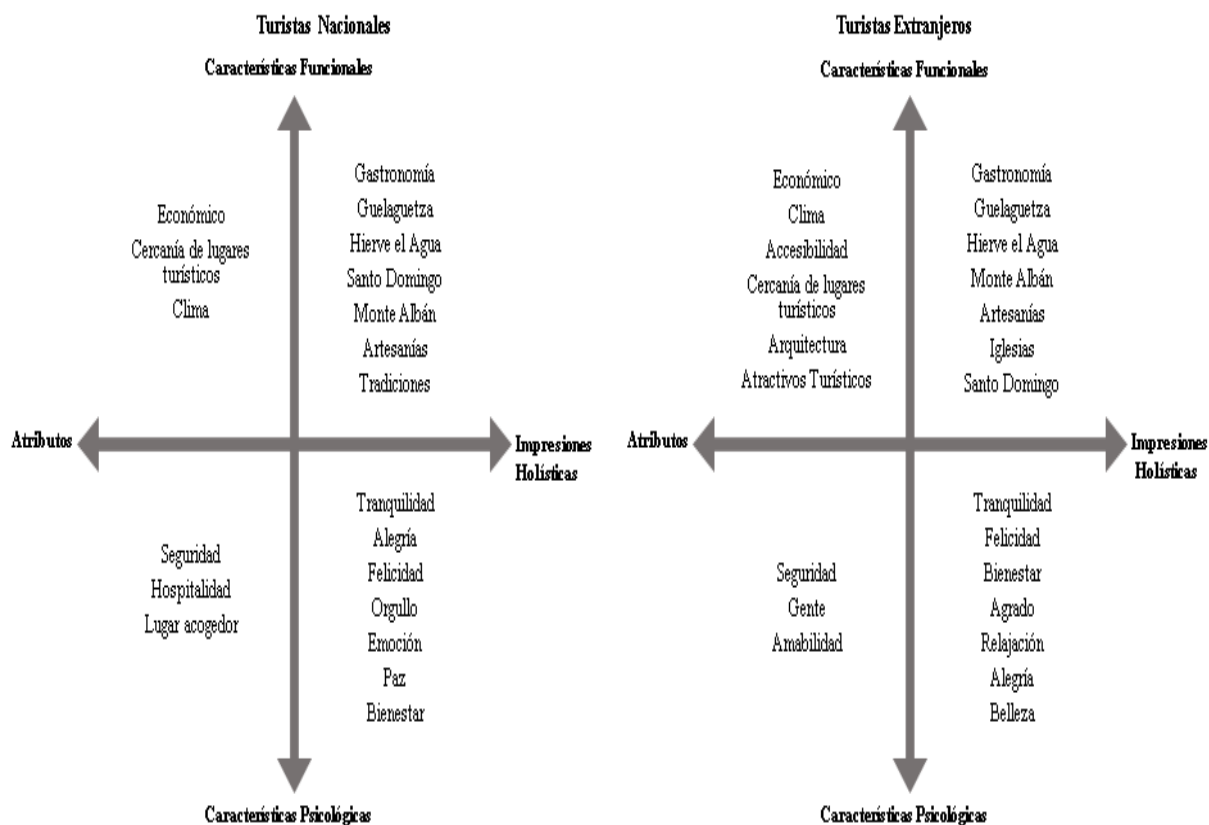 Turistas Nacionales
Características Funcionales
Económico
Cercanía de lugares
turísticos
Clima
Gastronomía
Guelaguetza
Hierve el Agua
Santo Domingo
Monte Albán
Artesanías
Tradiciones
Atributos
Impresiones
Holísticas
Seguridad
Hospitalidad
Lugar acogedor
Tranquilidad
Alegría
Felicidad
Orgullo
Emoción
Paz
Bienestar
Características Psicológicas
Turistas Extranjeros
Características Funcionales
Económico
Clima
Accesibilidad
Cercanía de lugares
turísticos
Arquitectura
Atractivos Turísticos
Gastronomía
Guelaguetza
Hierve el Agua
Monte Albán
Artesanías
Iglesias
Santo Domingo
Atributos
Impresiones
Holísticas
Seguridad
Gente
Amabilidad
Tranquilidad
Felicidad
Bienestar
Agrado
Relajación
Alegría
Belleza
Características Psicológicas